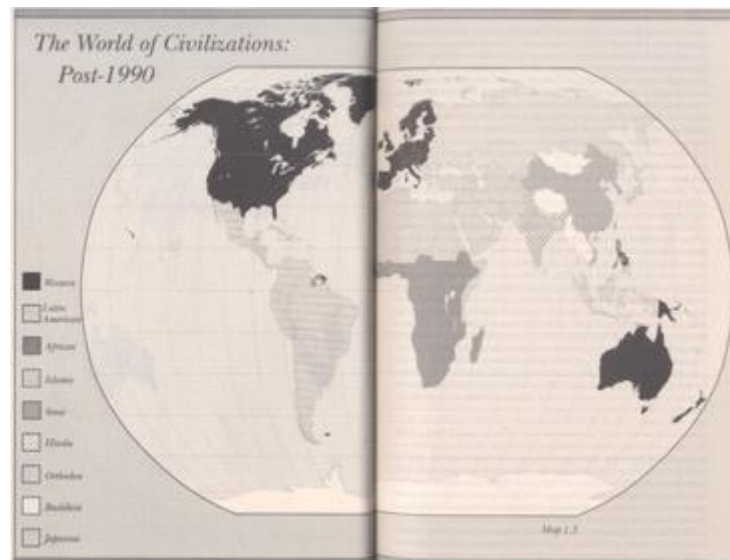 The World of Civilizations:
Post-1990
Western
Latin
American
African
Islamic
Sinic
Hindu
Orthodox
Buddhist
Japanese
Map 1.3